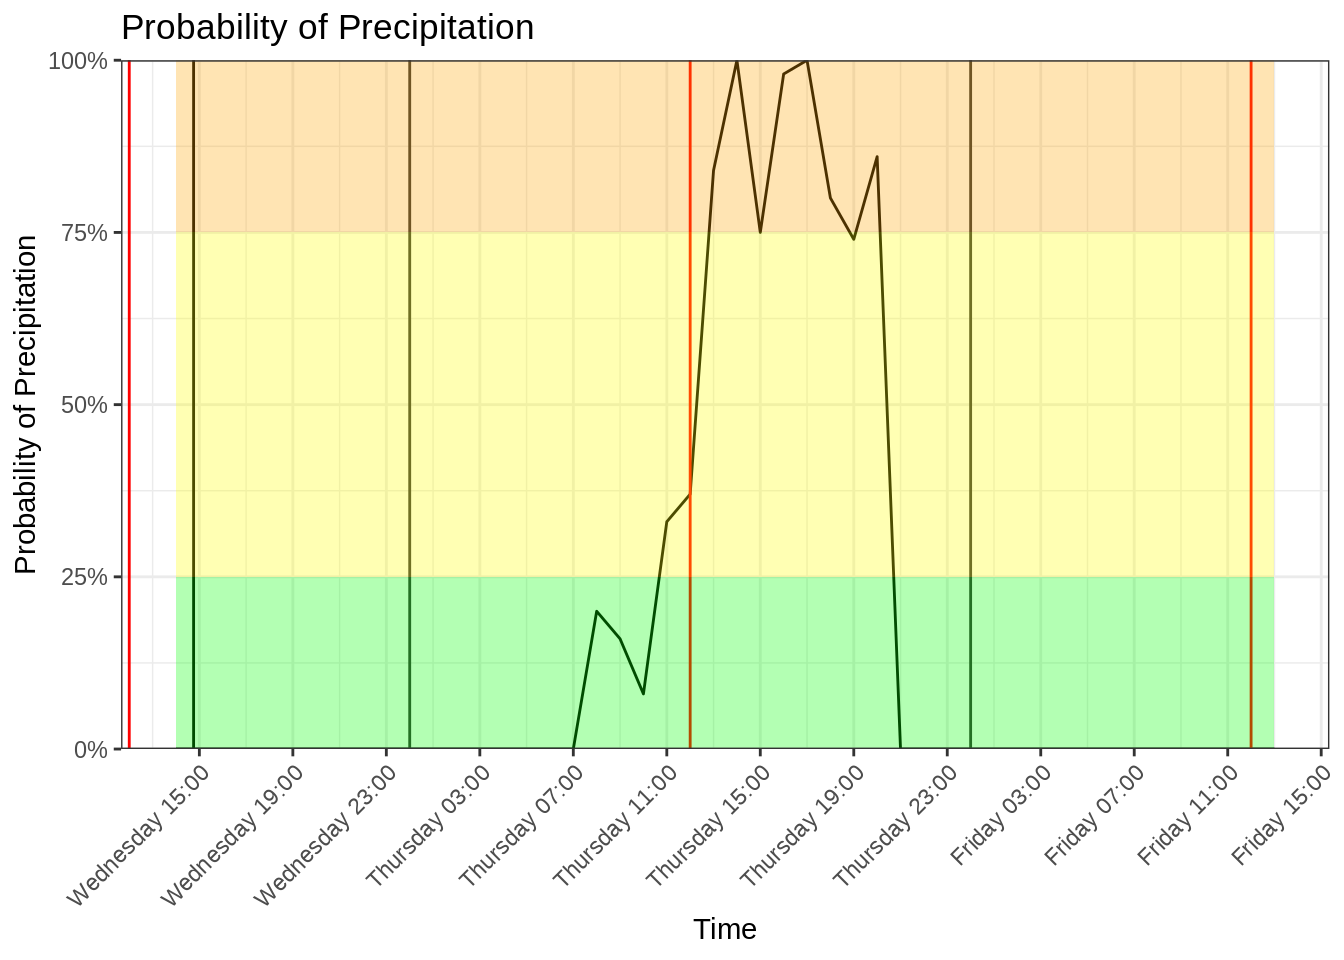 Probability of Precipitation
Probability of Precipitation
100%
75%
50%
25%
0%
Wednesday 15:00
Wednesday 19:00
Wednesday 23:00
Thursday 03:00
Thursday 07:00
Thursday 11:00
Thursday 15:00
Thursday 19:00
Thursday 23:00
Friday 03:00
Friday 07:00
Friday 11:00
Friday 15:00
Time